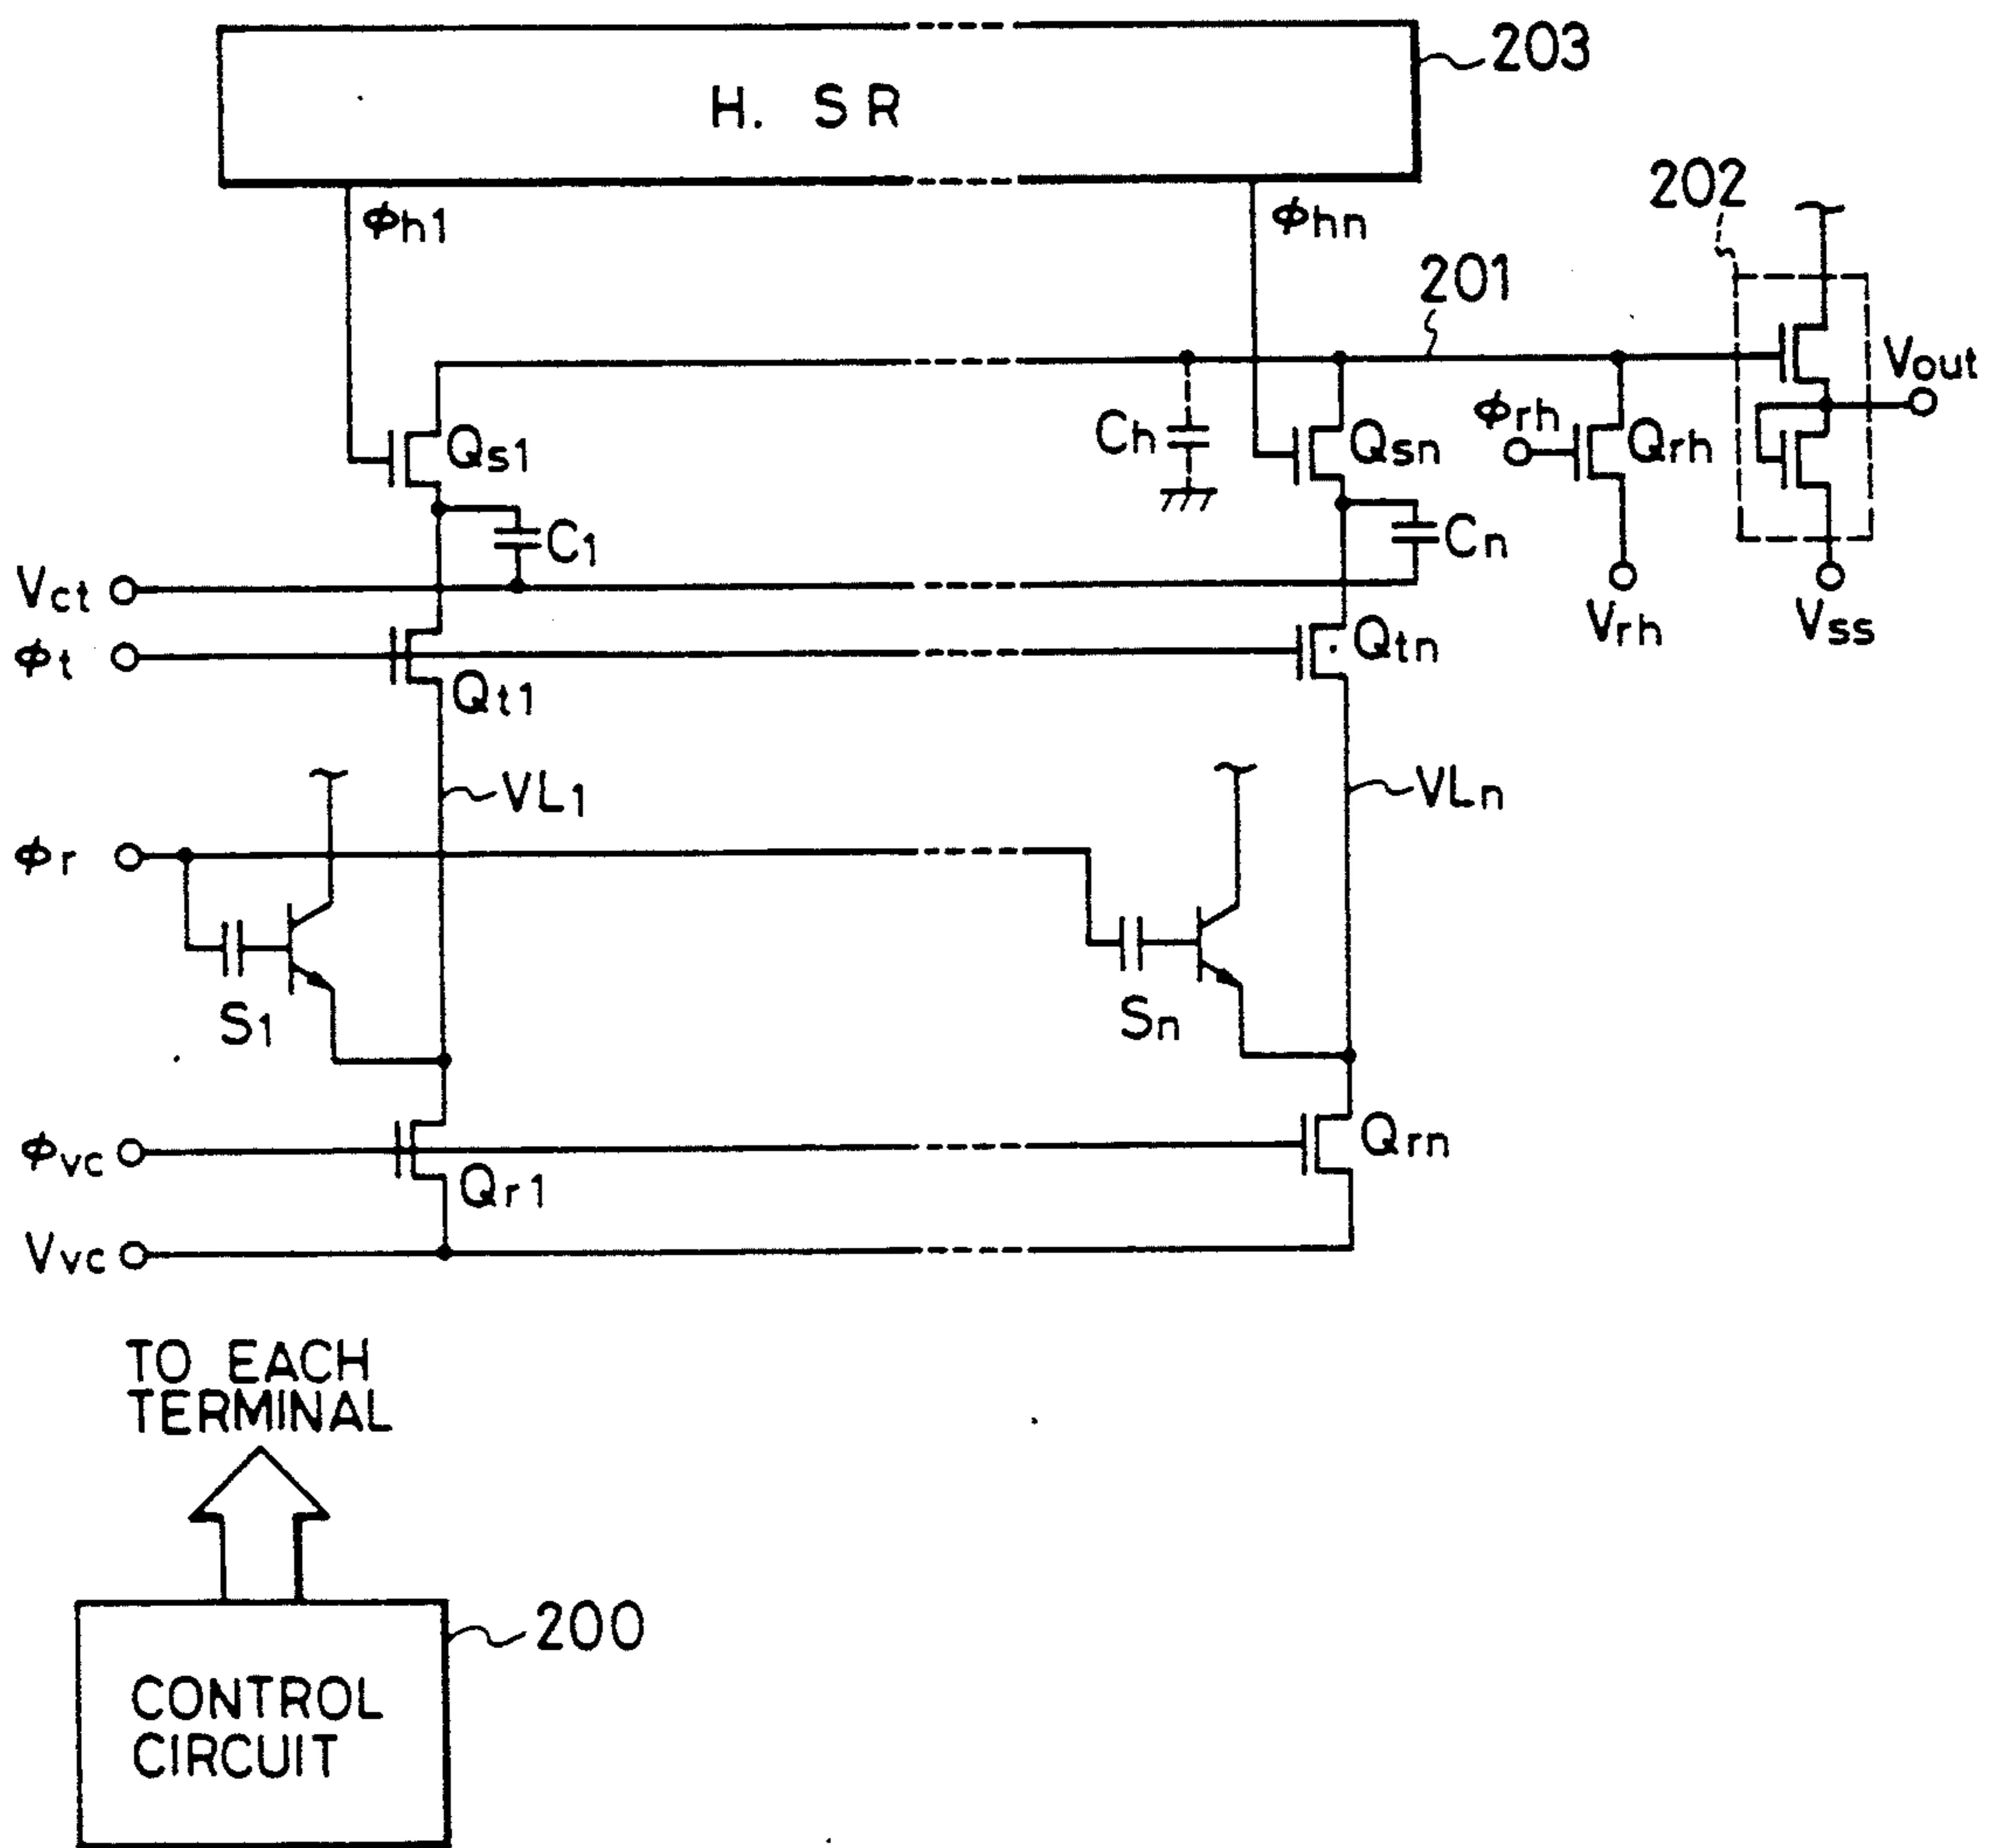 203
H. SR
202
ϕh1
ϕhn
201
Vout
ϕrh
Qs1
Ch
Qsn
Qrh
C1
Cn
Vct
Vrh
Vss
ϕt
Qtn
Qt1
VL1
VLn
ϕr
S1
Sn
ϕvc
Qrn
Qr1
Vvc
TO EACH
TERMINAL
200
CONTROL
CIRCUIT